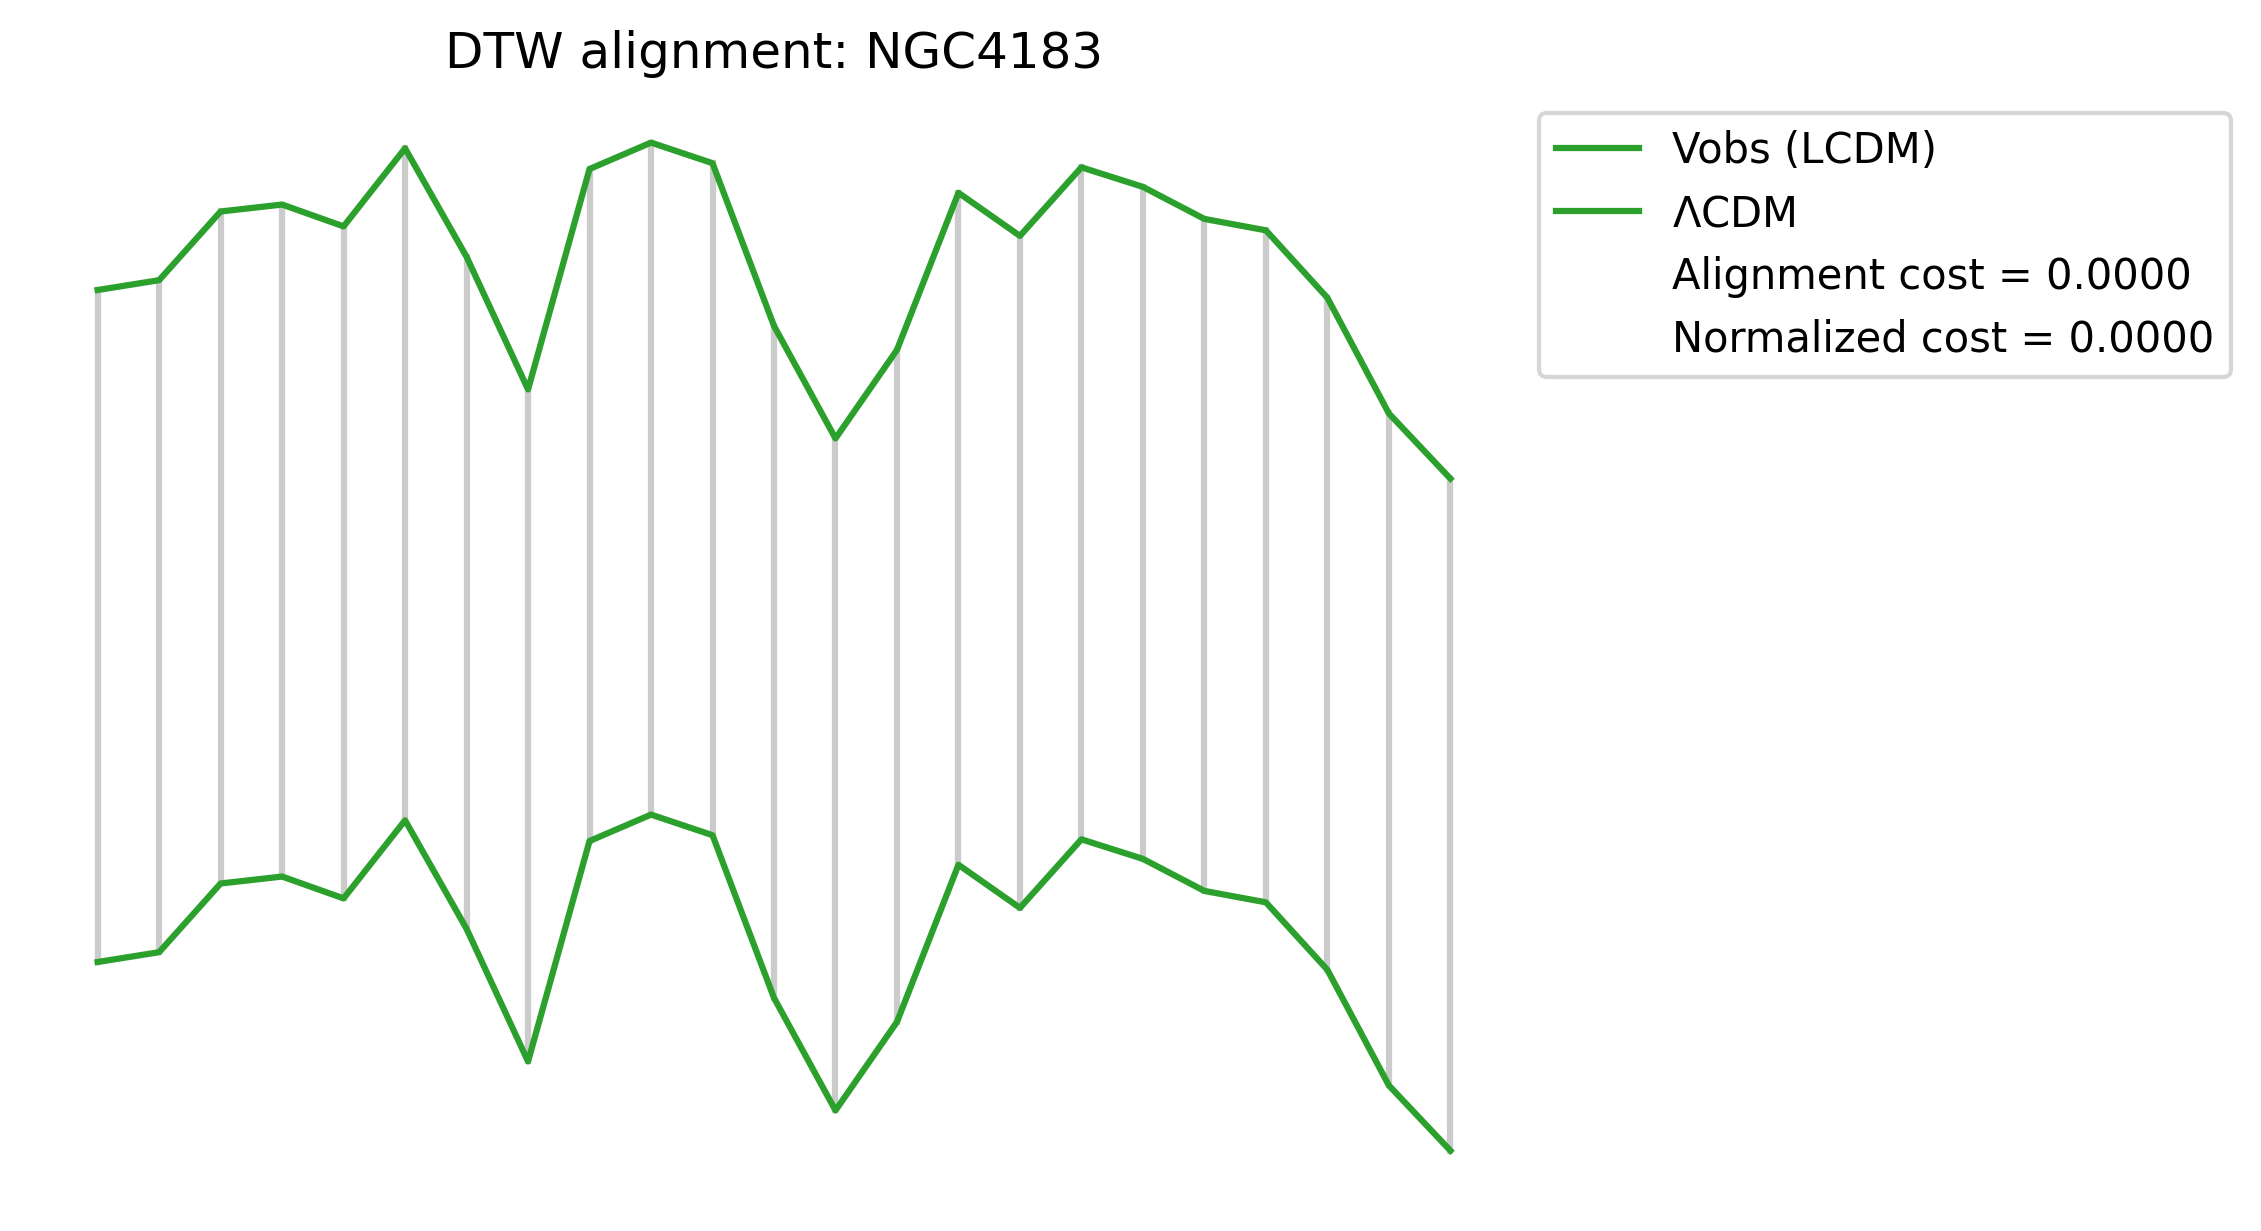 DTW alignment: NGC4183
Vobs (LCDM)
ΛCDM
Alignment cost = 0.0000
Normalized cost = 0.0000